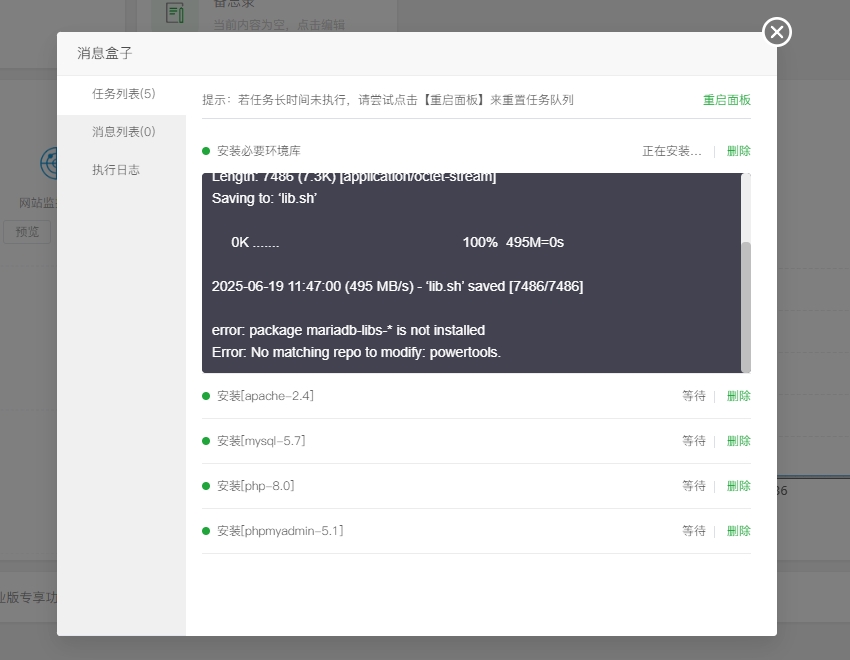 备忘录
当前内容为空，点击编辑
消息盒子
任务列表(5)
消息列表(0)
执行日志
提示：若任务长时间未执行，请尝试点击【重启面板】来重置任务队列
重启面板
安装必要环境库
正在安装...
删除
Length: 7486 (7.3K) [application/octet-stream]
Saving to: ‘lib.sh’
0K ....... 100% 495M=0s
2025-06-19 11:47:00 (495 MB/s) - ‘lib.sh’ saved [7486/7486]
error: package mariadb-libs-* is not installed
Error: No matching repo to modify: powertools.
安装[apache-2.4]
等待
删除
安装[mysql-5.7]
等待
删除
安装[php-8.0]
等待
删除
安装[phpmyadmin-5.1]
等待
删除
网站监
预览
业版专享功